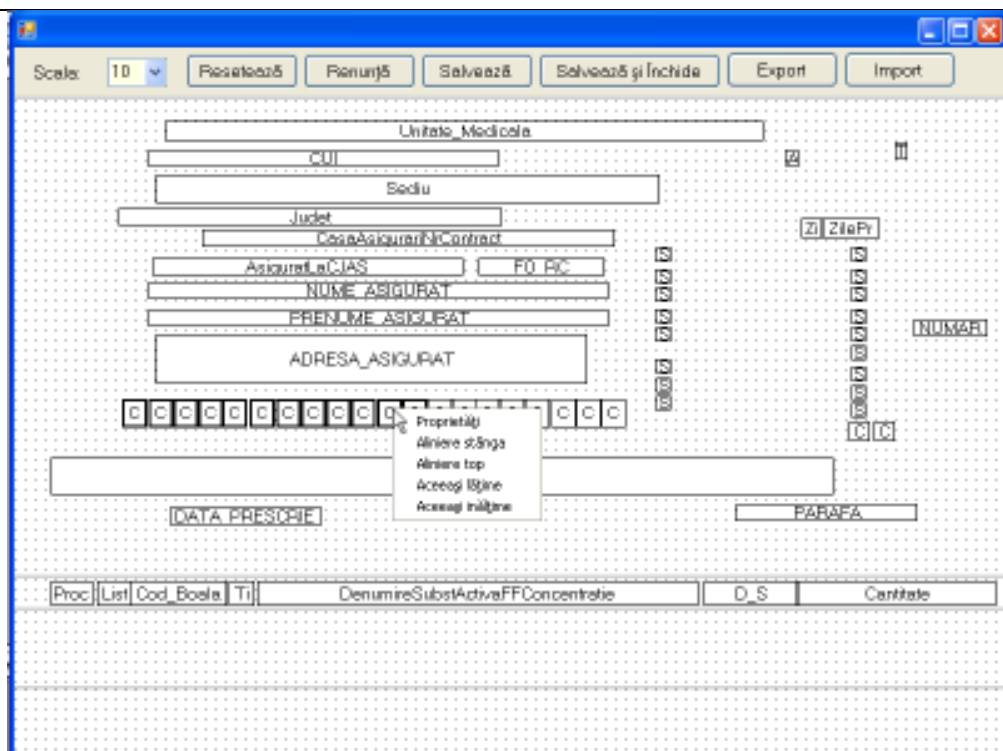 Scala: 10 Resetează Renunță Salvează Salvează și Închide Export Import
Unitate_Medicala
CUI A
Sediu
Judet
Zi ZilePr
CasaAsigurariNrContract
AsiguratLaCJAS FO_RC S S
NUME_ASIGURAT S S
S S
PRENUME_ASIGURAT S S
S S NUMAR
S
ADRESA_ASIGURAT S S
S S
S S
C C C C C C C C C C C C C C
C C
Proprietăți
Aliniere stânga
Aliniere top
Aceeași lățime
Aceeași înălțime
DATA_PRESCRIE PARAFA
Proc List Cod_Boala Ti DenumireSubstActivaFFConcentratie D_S Cantitate